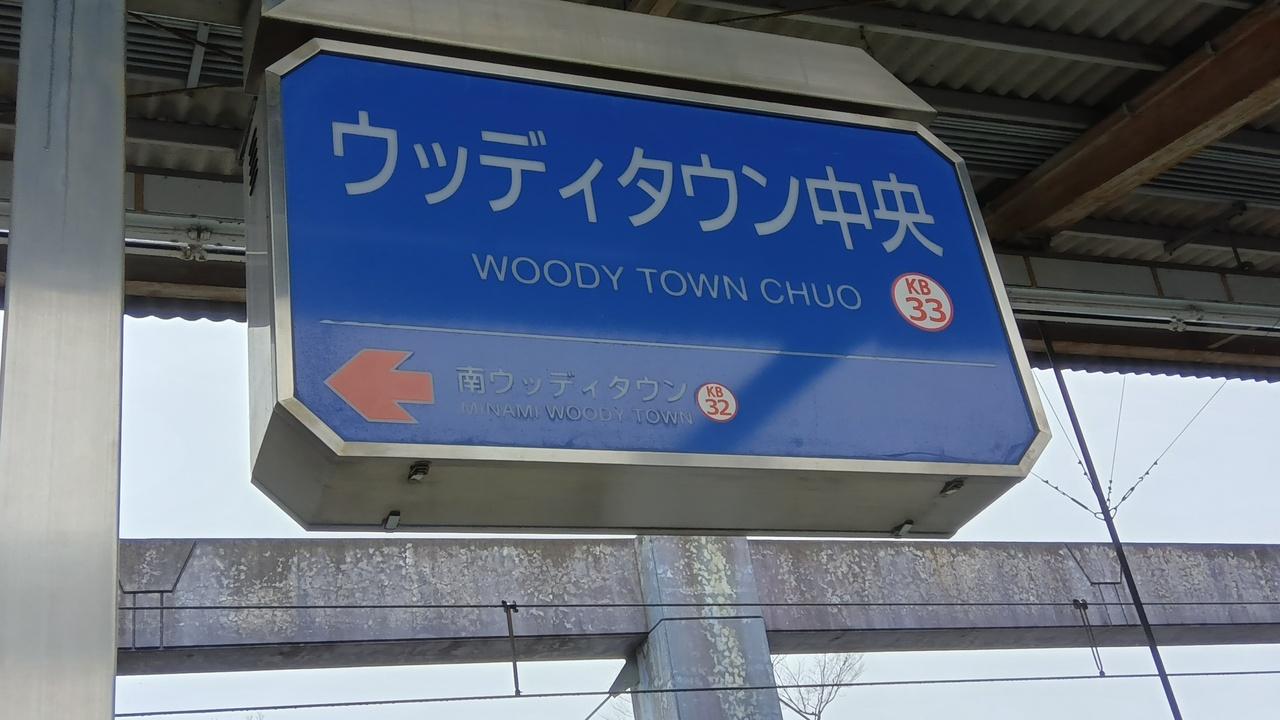 ウッディタウン中央
WOODY TOWN CHUO
KB
33
南ウッディタウン
MINAMI WOODY TOWN
KB
32